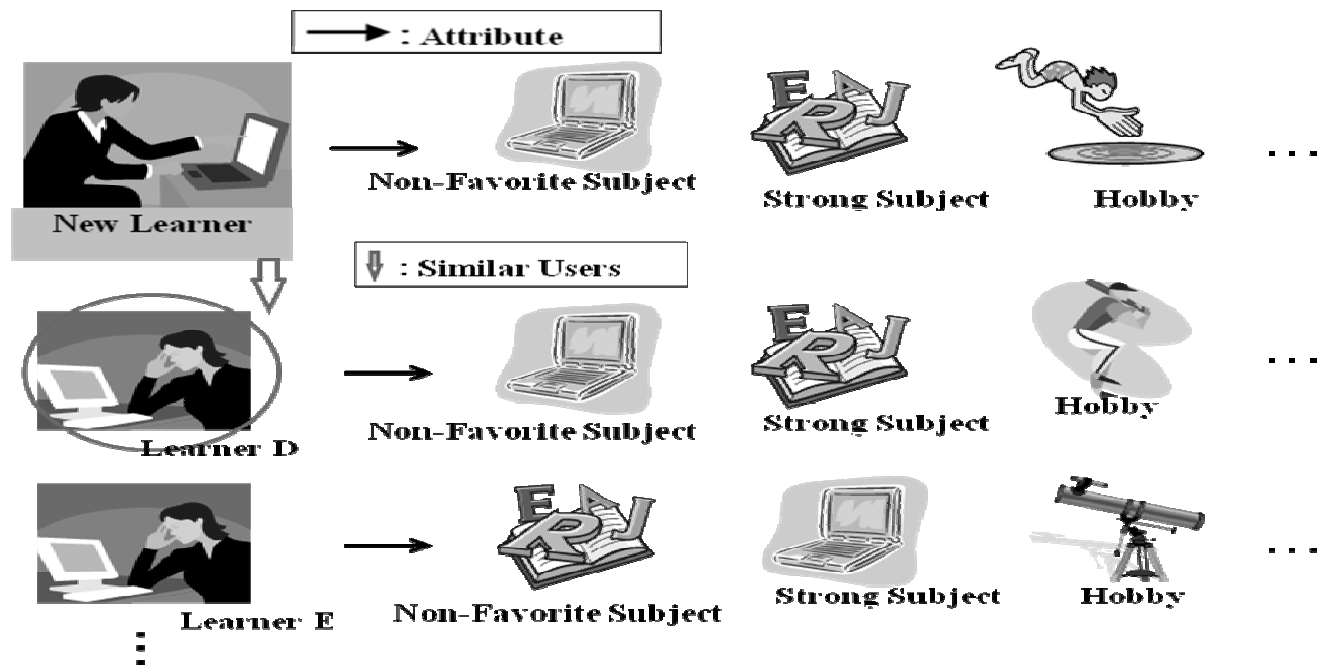 : Attribute
New Learner
Non-Favorite Subject
Strong Subject
Hobby
...
: Similar Users
Learner D
Non-Favorite Subject
Strong Subject
Hobby
...
Learner E
Non-Favorite Subject
Strong Subject
Hobby
...
E R A J
E R A J
E R A J